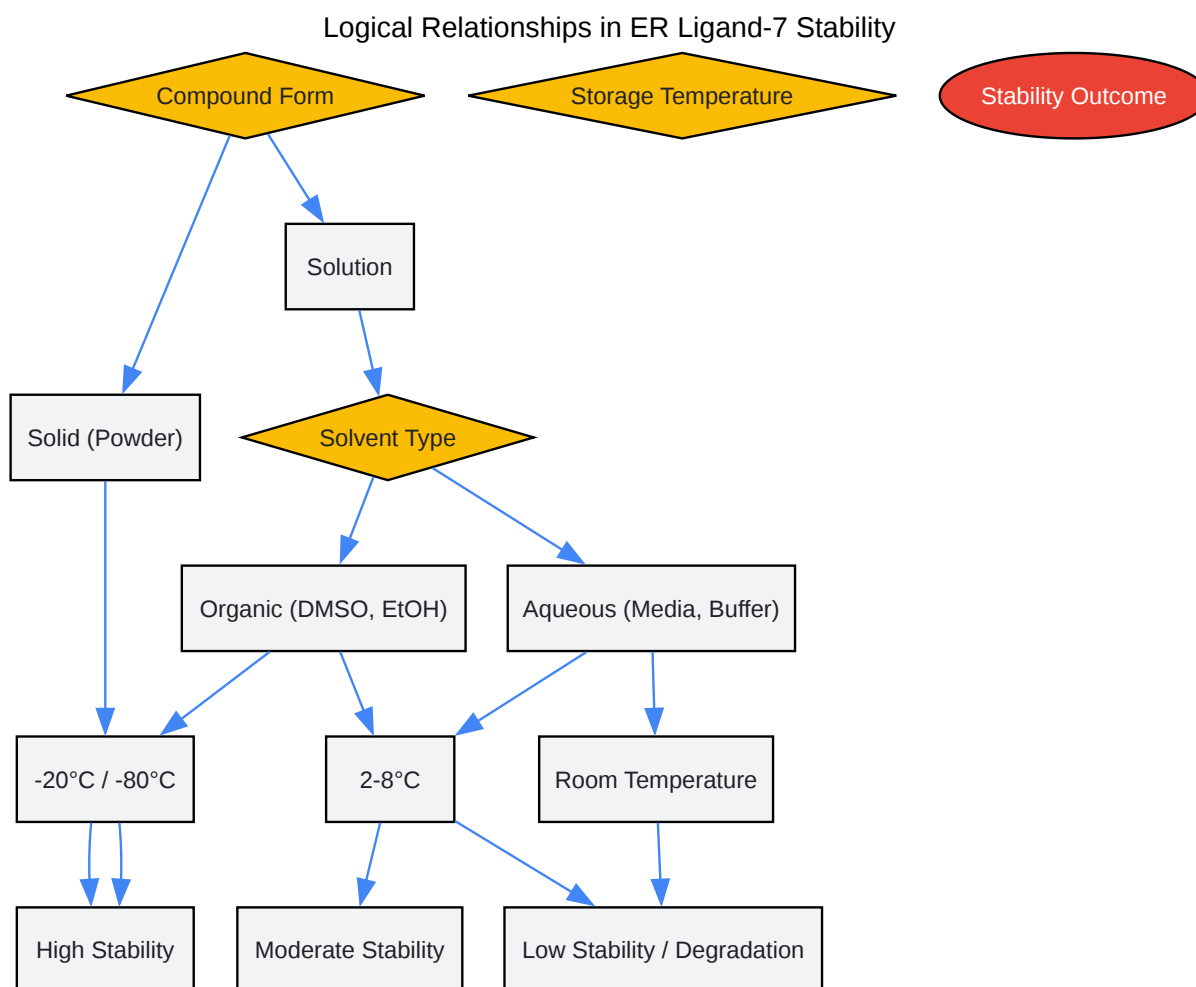 Logical Relationships in ER Ligand-7 Stability
Compound Form
Storage Temperature
Stability Outcome
Solution
Solid (Powder)
Solvent Type
Organic (DMSO, EtOH)
Aqueous (Media, Buffer)
-20°C / -80°C
2-8°C
Room Temperature
High Stability
Moderate Stability
Low Stability / Degradation